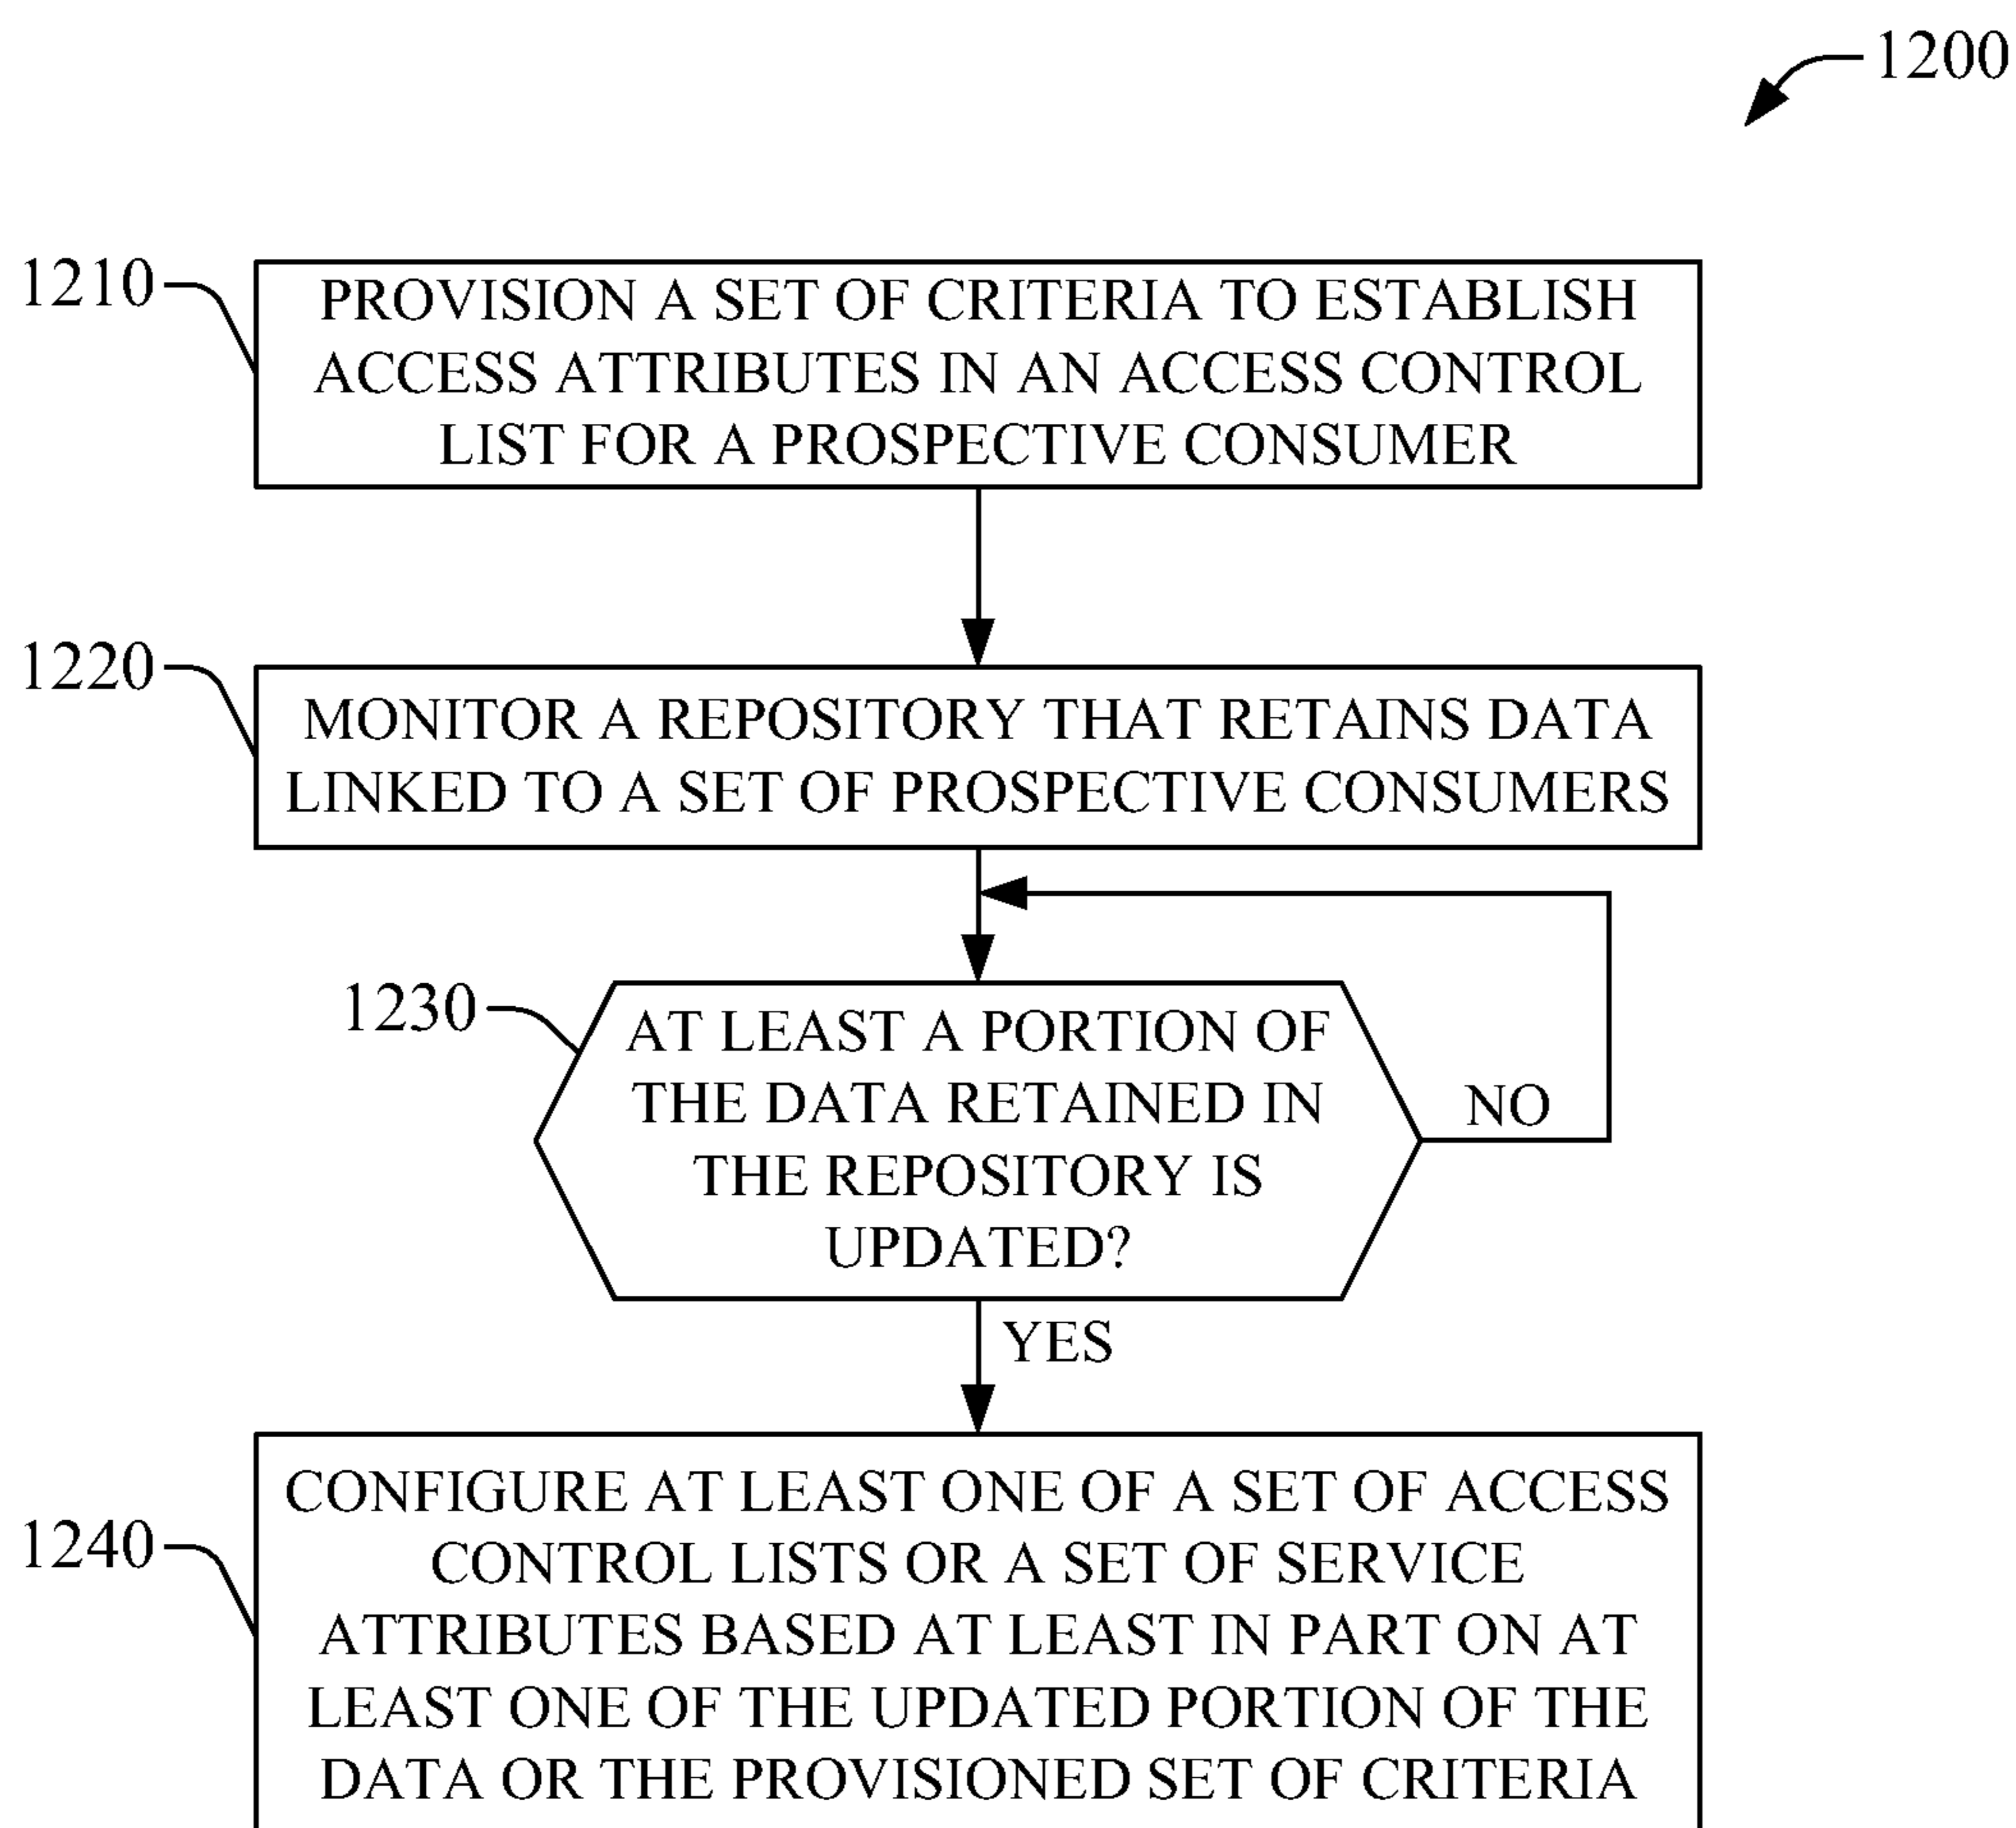 1200
1210
PROVISION A SET OF CRITERIA TO ESTABLISH
ACCESS ATTRIBUTES IN AN ACCESS CONTROL
LIST FOR A PROSPECTIVE CONSUMER
1220
MONITOR A REPOSITORY THAT RETAINS DATA
LINKED TO A SET OF PROSPECTIVE CONSUMERS
1230
AT LEAST A PORTION OF
THE DATA RETAINED IN
THE REPOSITORY IS
UPDATED?
NO
YES
1240
CONFIGURE AT LEAST ONE OF A SET OF ACCESS
CONTROL LISTS OR A SET OF SERVICE
ATTRIBUTES BASED AT LEAST IN PART ON AT
LEAST ONE OF THE UPDATED PORTION OF THE
DATA OR THE PROVISIONED SET OF CRITERIA